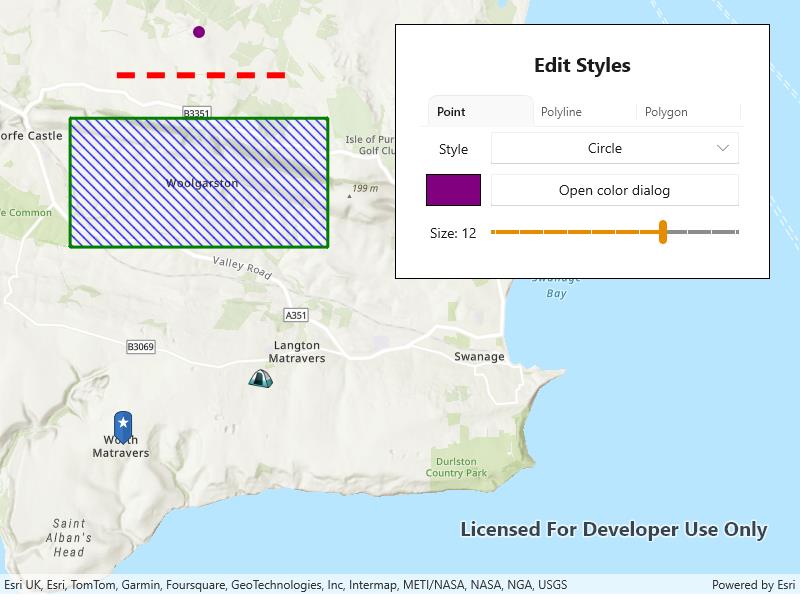 Edit Styles
Point
Polyline
Polygon
Style
Circle
Open color dialog
Size: 12
B3351
orfe Castle
Isle of Pur
Golf Clu
Woolgarston
199 m
e Common
Valley Road
Swanage
Bay
A351
B3069
Langton
Matravers
Swanage
Worth
Matravers
Durlston
Country Park
Saint
Alban's
Head
Licensed For Developer Use Only
Esri UK, Esri, TomTom, Garmin, Foursquare, GeoTechnologies, Inc, Intermap, METI/NASA, NASA, NGA, USGS
Powered by Esri